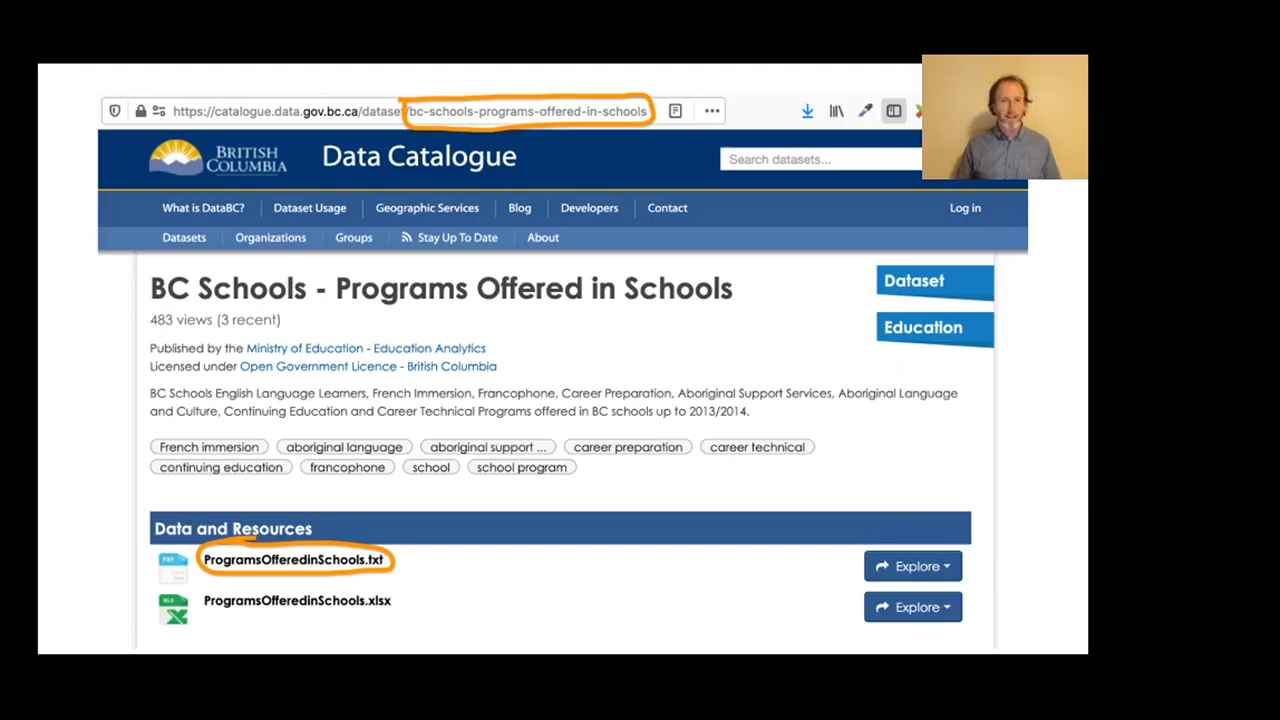 https://catalogue.data.gov.bc.ca/dataset/bc-schools-programs-offered-in-schools
BRITISH COLUMBIA
Data Catalogue
Search datasets...
What is DataBC? Dataset Usage Geographic Services Blog Developers Contact Log in
Datasets Organizations Groups Stay Up To Date About
BC Schools - Programs Offered in Schools
Dataset
483 views (3 recent)
Education
Published by the Ministry of Education - Education Analytics
Licensed under Open Government Licence - British Columbia
BC Schools English Language Learners, French Immersion, Francophone, Career Preparation, Aboriginal Support Services, Aboriginal Language
and Culture, Continuing Education and Career Technical Programs offered in BC schools up to 2013/2014.
French immersion aboriginal language aboriginal support ... career preparation career technical
continuing education francophone school school program
Data and Resources
TXT ProgramsOfferedinSchools.txt Explore
XLS ProgramsOfferedinSchools.xlsx Explore